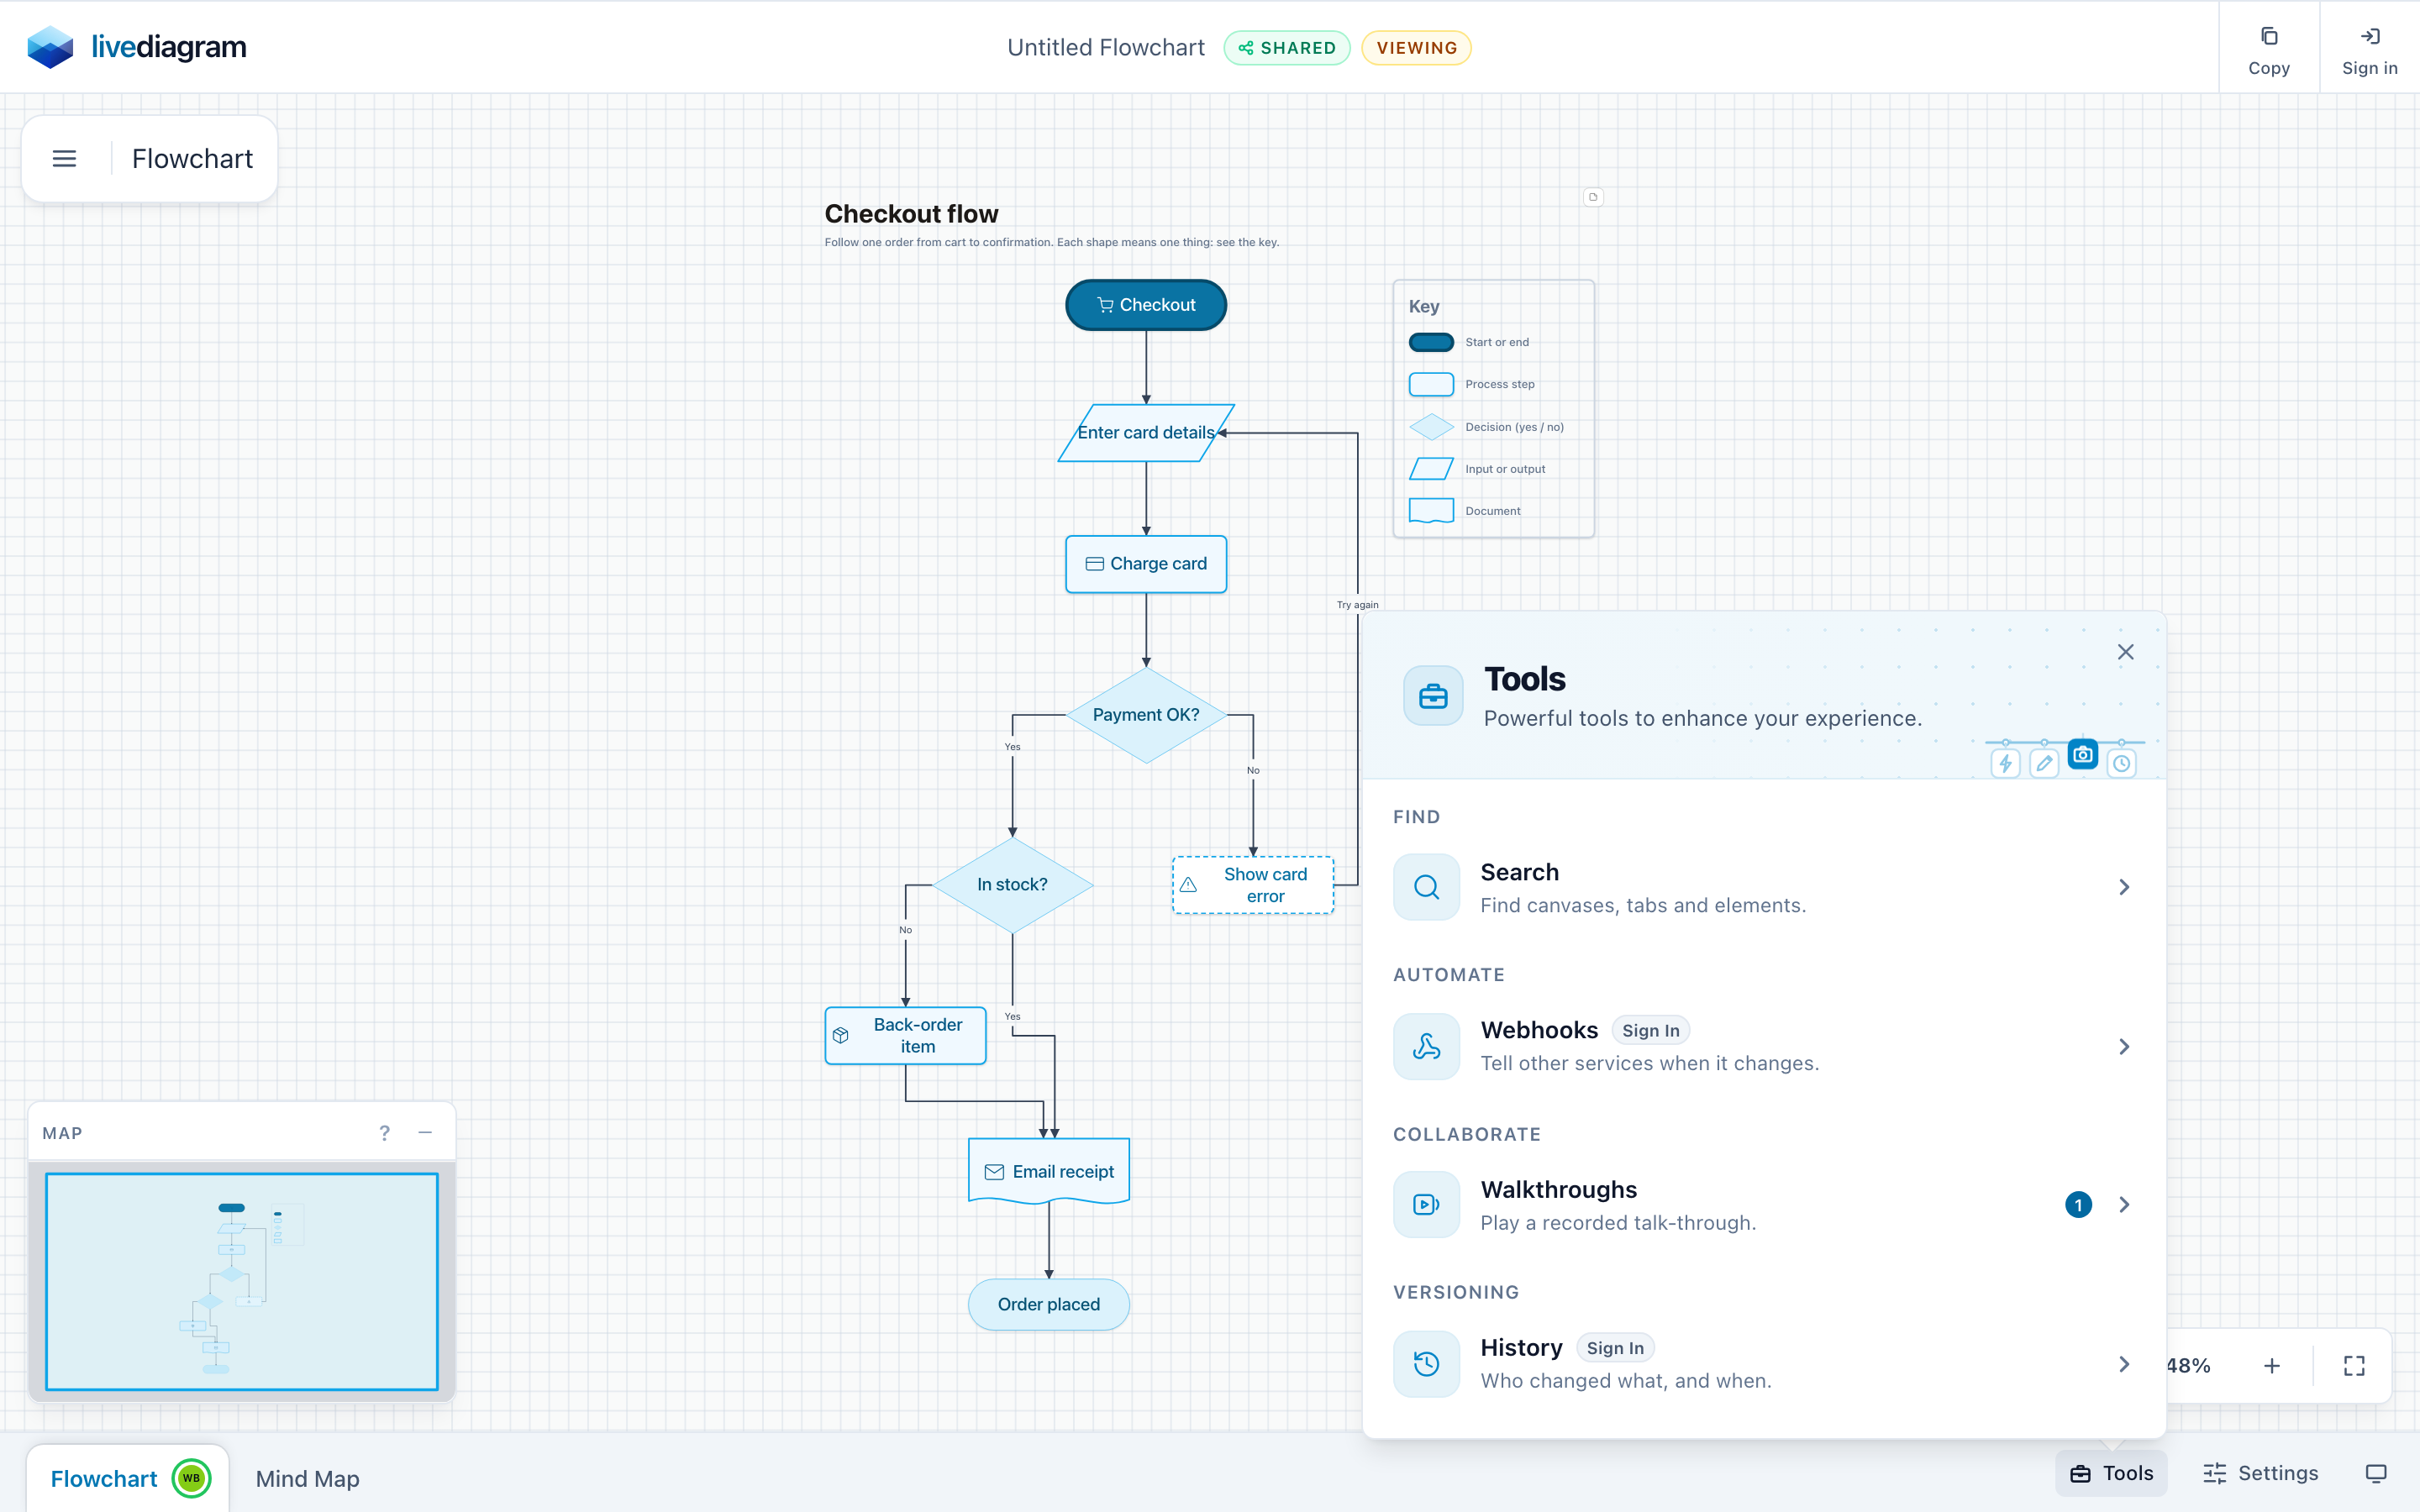 livediagram
Untitled Flowchart
SHARED
VIEWING
Copy
Sign in
Flowchart
Checkout flow
Follow one order from cart to confirmation. Each shape means one thing: see the key.
Checkout
Key
Start or end
Process step
Decision (yes / no)
Input or output
Document
Enter card details
Charge card
Try again
Payment OK?
Yes
No
In stock?
Show card
error
No
Yes
Back-order
item
Email receipt
Order placed
Tools
Powerful tools to enhance your experience.
FIND
Search
Find canvases, tabs and elements.
AUTOMATE
Webhooks
Sign In
Tell other services when it changes.
COLLABORATE
Walkthroughs
Play a recorded talk-through.
1
VERSIONING
History
Sign In
Who changed what, and when.
MAP
?
48%
Flowchart
WB
Mind Map
Tools
Settings